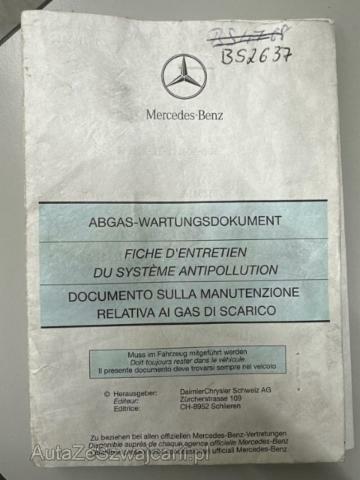 BS2637
Mercedes-Benz
ABGAS-WARTUNGSDOKUMENT
FICHE D'ENTRETIEN
DU SYSTÈME ANTIPOLLUTION
DOCUMENTO SULLA MANUTENZIONE
RELATIVA AI GAS DI SCARICO
Muss im Fahrzeug mitgeführt werden
Doit toujours rester dans le véhicule
Il presente documento deve trovarsi sempre nel veicolo
© Herausgeber: DaimlerChrysler Schweiz AG
Editeur: Zürcherstrasse 109
Editrice: CH-8952 Schlieren
Zu beziehen bei allen offiziellen Mercedes-Benz-Vertretungen
Disponible auprès de chaque agence officielle Mercedes-Benz
ufficiali Mercedes-Benz
AutaZeSzwajcarii.pl